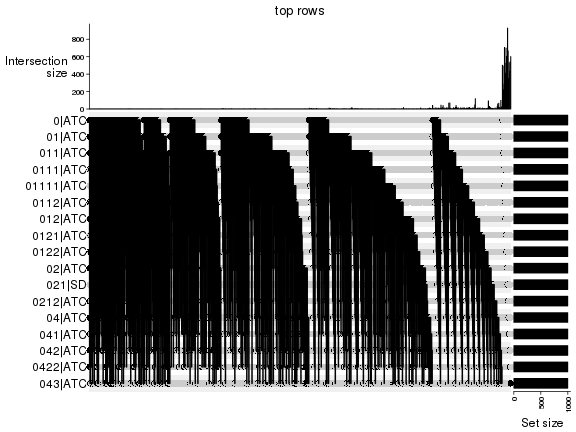 top rows
Intersection
size
800
600
400
200
0
0|ATC
01|ATC
011|ATC
0111|ATC
01111|ATC
0112|ATC
012|ATC
0121|ATC
0122|ATC
02|ATC
021|SD
0212|ATC
04|ATC
041|ATC
042|ATC
0422|ATC
043|ATC
0
5000
Set size